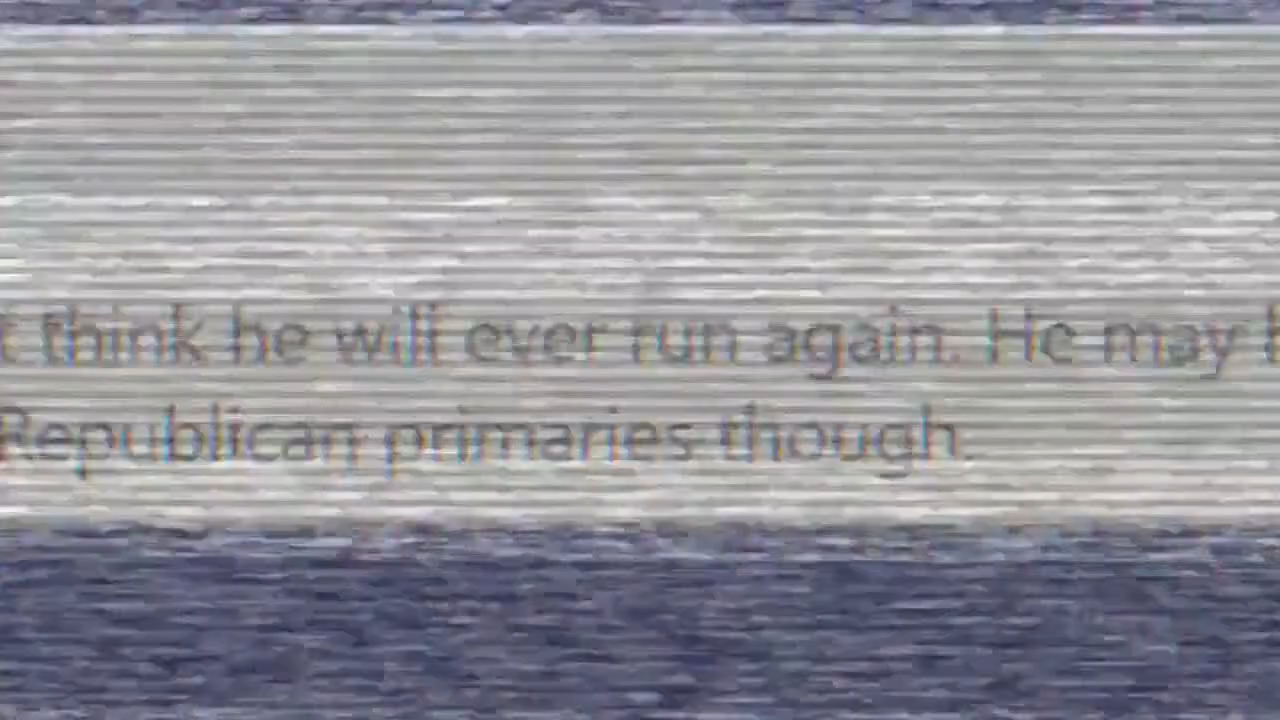 t think he will ever run again. He may b
Republican primaries though.